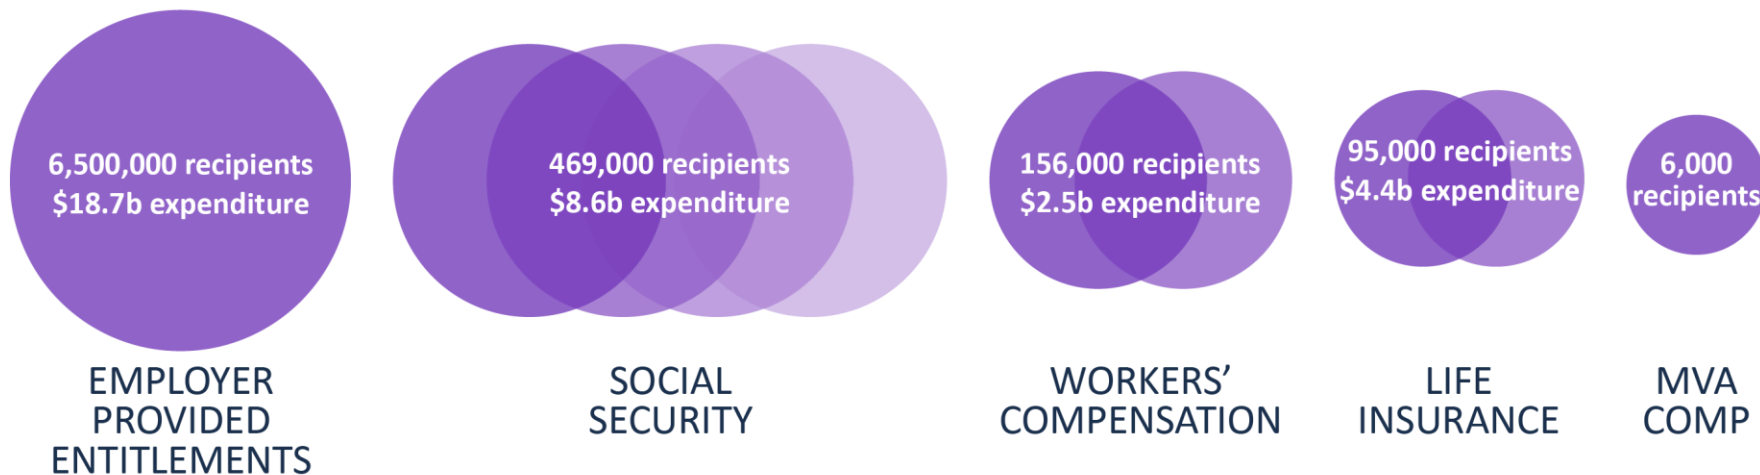 6,500,000 recipients
$18.7b expenditure
469,000 recipients
$8.6b expenditure
156,000 recipients
$2.5b expenditure
95,000 recipients
$4.4b expenditure
6,000
recipients
EMPLOYER
PROVIDED
ENTITLEMENTS
SOCIAL
SECURITY
WORKERS’
COMPENSATION
LIFE
INSURANCE
MVA
COMP